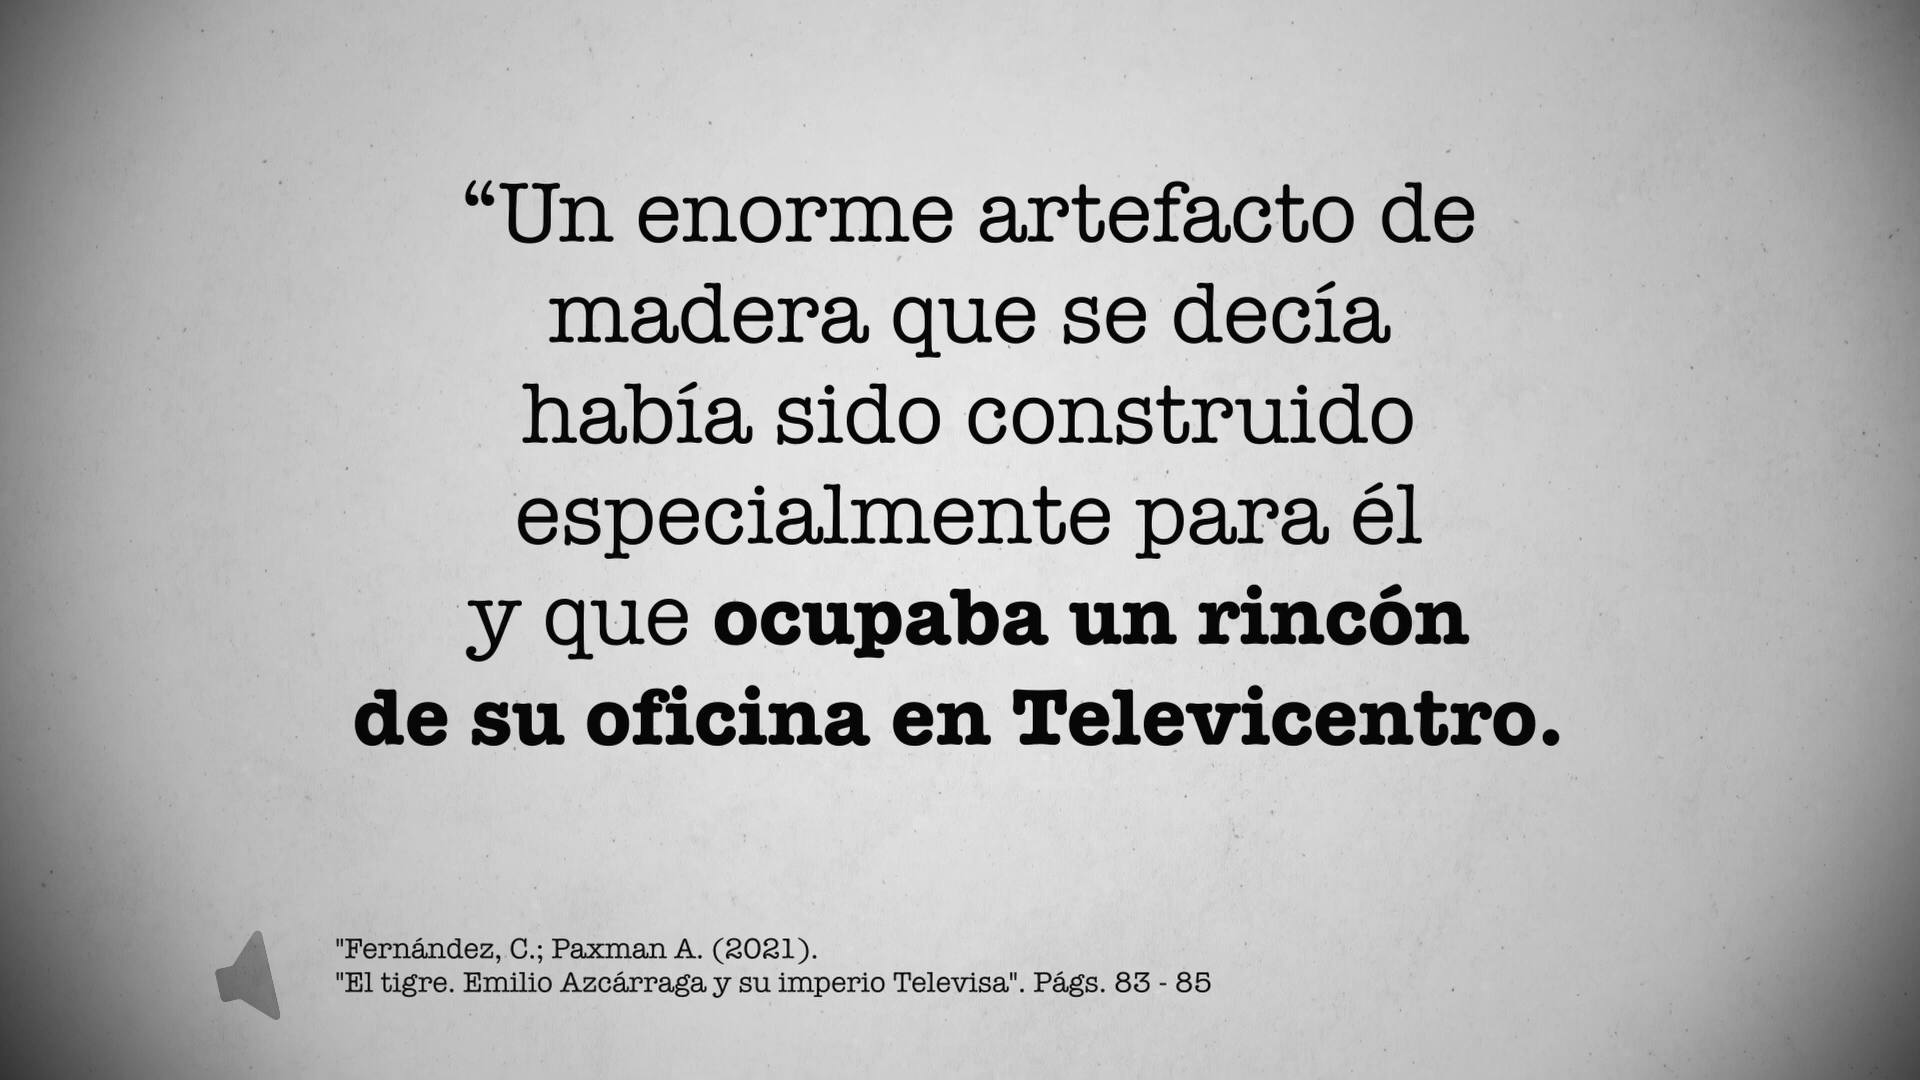 “Un enorme artefacto de
madera que se decía
había sido construido
especialmente para él
y que ocupaba un rincón
de su oficina en Televicentro.
"Fernández, C.; Paxman A. (2021).
"El tigre. Emilio Azcárraga y su imperio Televisa". Págs. 83 - 85